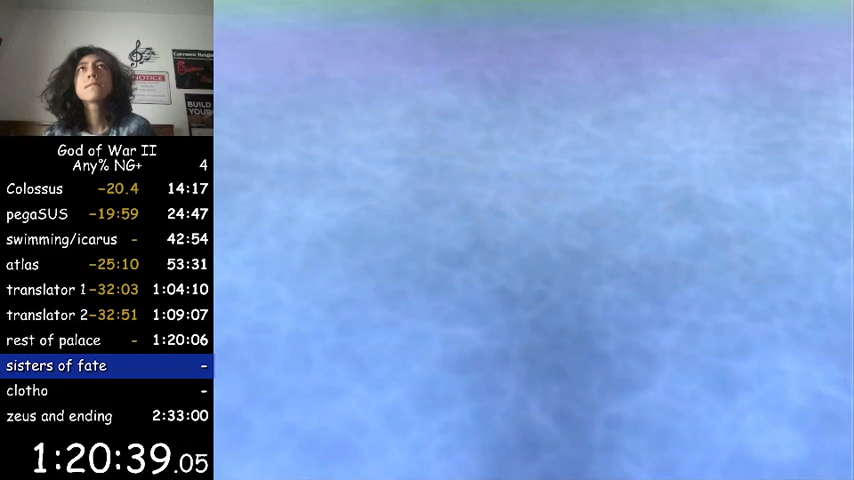 NOTICE
BUILD
YOUR
God of War II
Any% NG+ 4
Colossus -20.4 14:17
pegaSUS -19:59 24:47
swimming/icarus - 42:54
atlas -25:10 53:31
translator 1 -32:03 1:04:10
translator 2 -32:51 1:09:07
rest of palace - 1:20:06
sisters of fate -
clotho -
zeus and ending 2:33:00
1:20:39.05